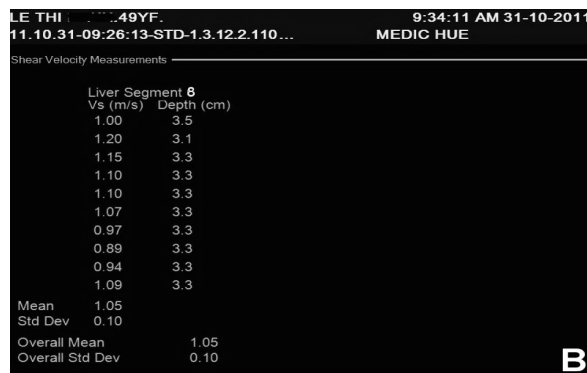 LE THI .49YF. 9:34:11 AM 31-10-2011
11.10.31-09:26:13-STD-1.3.12.2.110... MEDIC HUE
Shear Velocity Measurements
Liver Segment 8
Vs (m/s) Depth (cm)
1.00 3.5
1.20 3.1
1.15 3.3
1.10 3.3
1.10 3.3
1.07 3.3
0.97 3.3
0.89 3.3
0.94 3.3
1.09 3.3
Mean 1.05
Std Dev 0.10
Overall Mean 1.05
Overall Std Dev 0.10
B